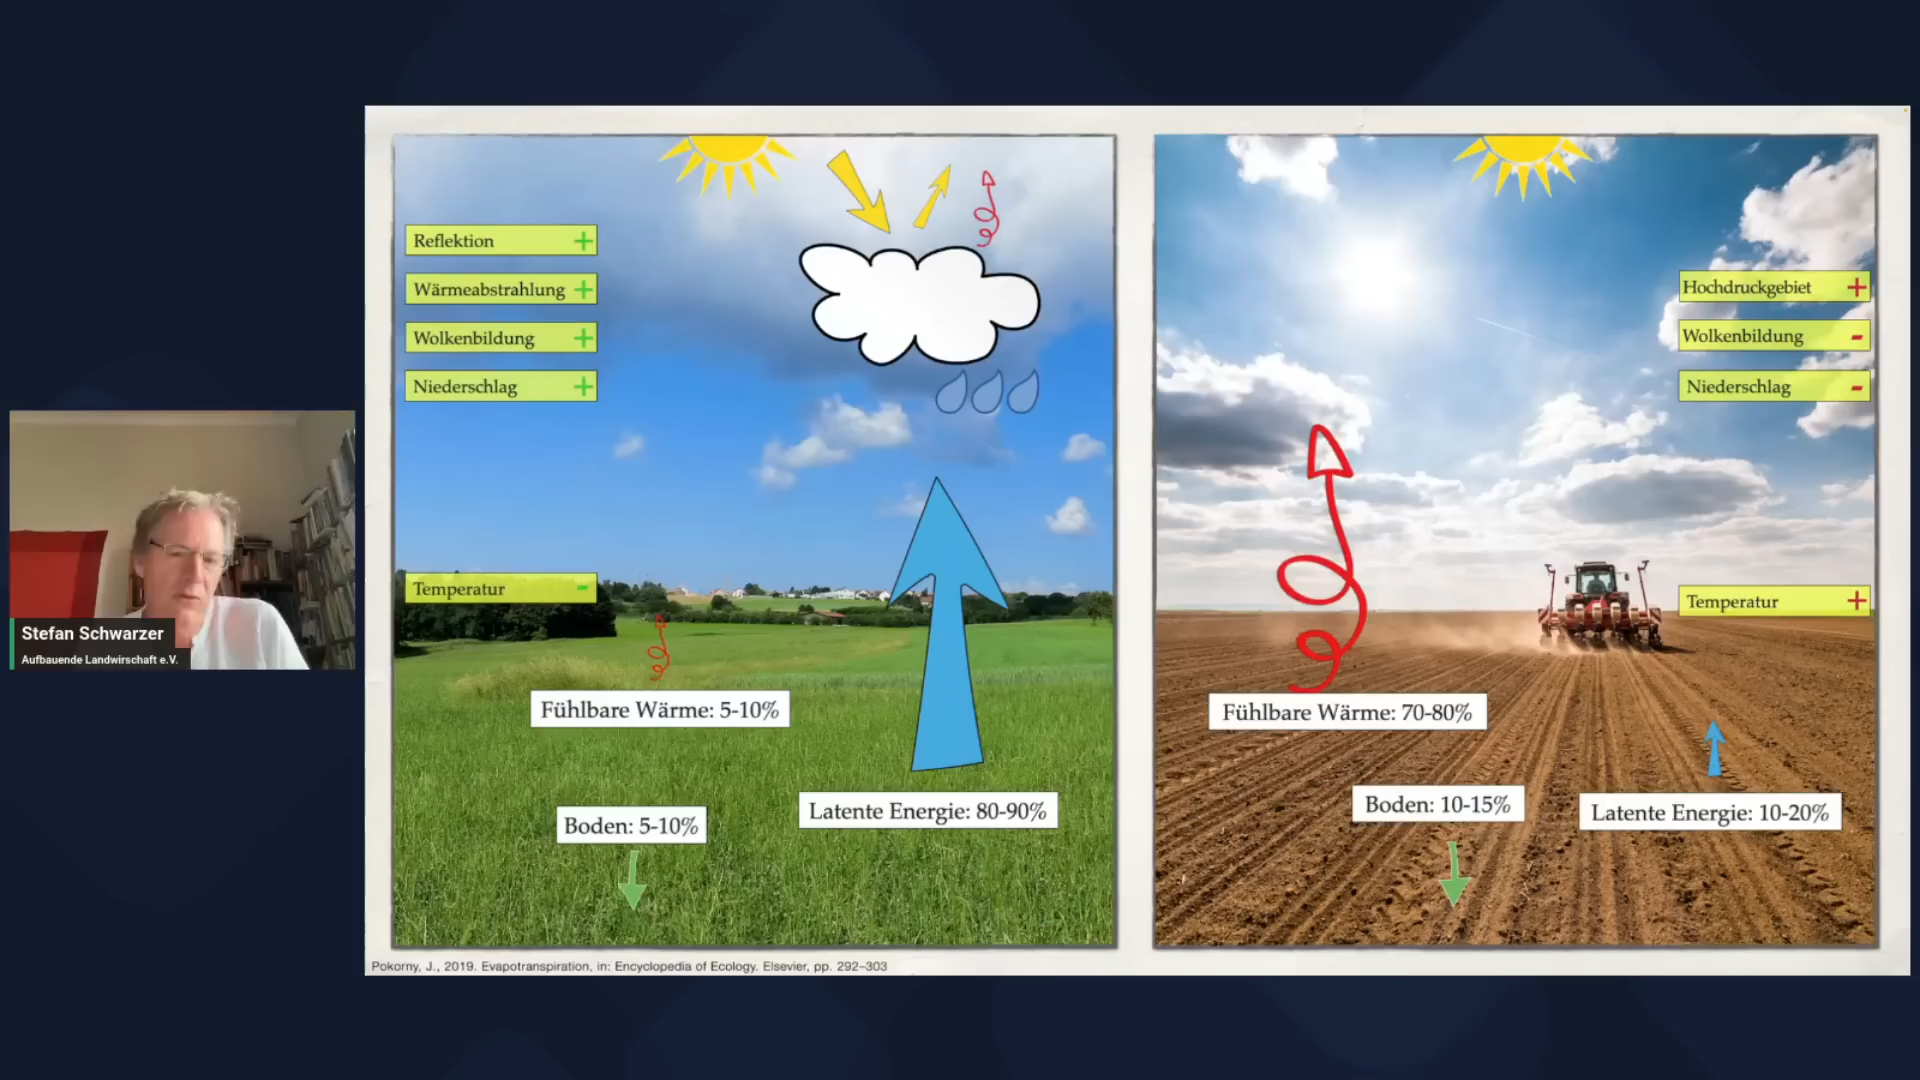 Reflektion +
Wärmeabstrahlung +
Wolkenbildung +
Niederschlag +
Temperatur -
Fühlbare Wärme: 5-10%
Latente Energie: 80-90%
Boden: 5-10%
Hochdruckgebiet +
Wolkenbildung -
Niederschlag -
Temperatur +
Fühlbare Wärme: 70-80%
Boden: 10-15%
Latente Energie: 10-20%
Stefan Schwarzer
Aufbauende Landwirschaft e.V.
Pokorny, J., 2019. Evapotranspiration, in: Encyclopedia of Ecology. Elsevier, pp. 292–303